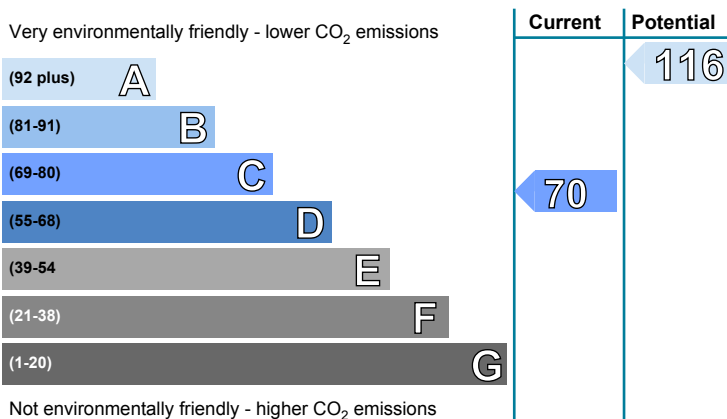 Current Potential
Very environmentally friendly - lower CO2 emissions
116
(92 plus) A
(81-91) B
(69-80) C
70
(55-68) D
(39-54 E
(21-38) F
(1-20) G
Not environmentally friendly - higher CO2 emissions